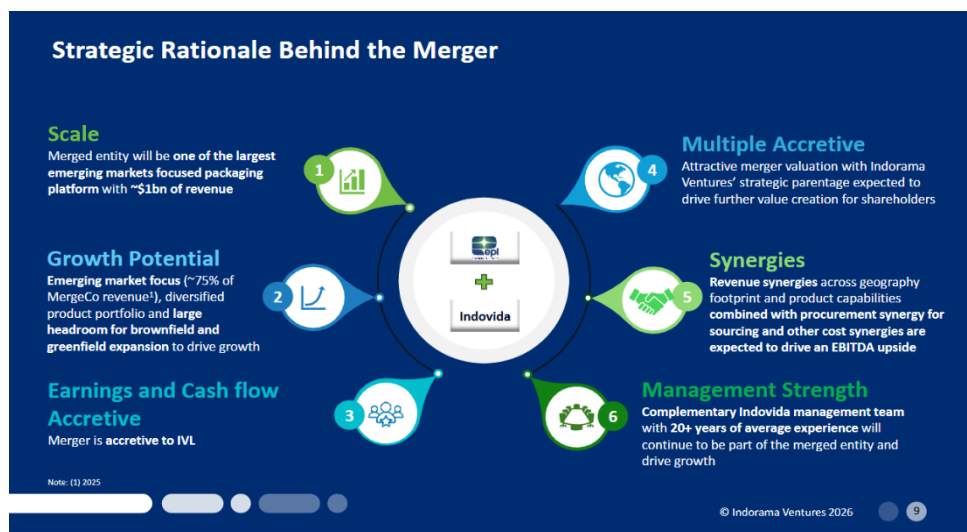 Strategic Rationale Behind the Merger
Scale
Merged entity will be one of the largest
emerging markets focused packaging
platform with ~$1bn of revenue
1
Growth Potential
Emerging market focus (~75% of
MergeCo revenue¹), diversified
product portfolio and large
headroom for brownfield and
greenfield expansion to drive growth
2
Earnings and Cash flow
Accretive
Merger is accretive to IVL
3
epl
Indovida
Multiple Accretive
Attractive merger valuation with Indorama
Ventures' strategic parentage expected to
drive further value creation for shareholders
4
Synergies
Revenue synergies across geography
footprint and product capabilities
combined with procurement synergy for
sourcing and other cost synergies are
expected to drive an EBITDA upside
5
Management Strength
Complementary Indovida management team
with 20+ years of average experience will
continue to be part of the merged entity and
drive growth
6
Note: (1) 2025
© Indorama Ventures 2026
9